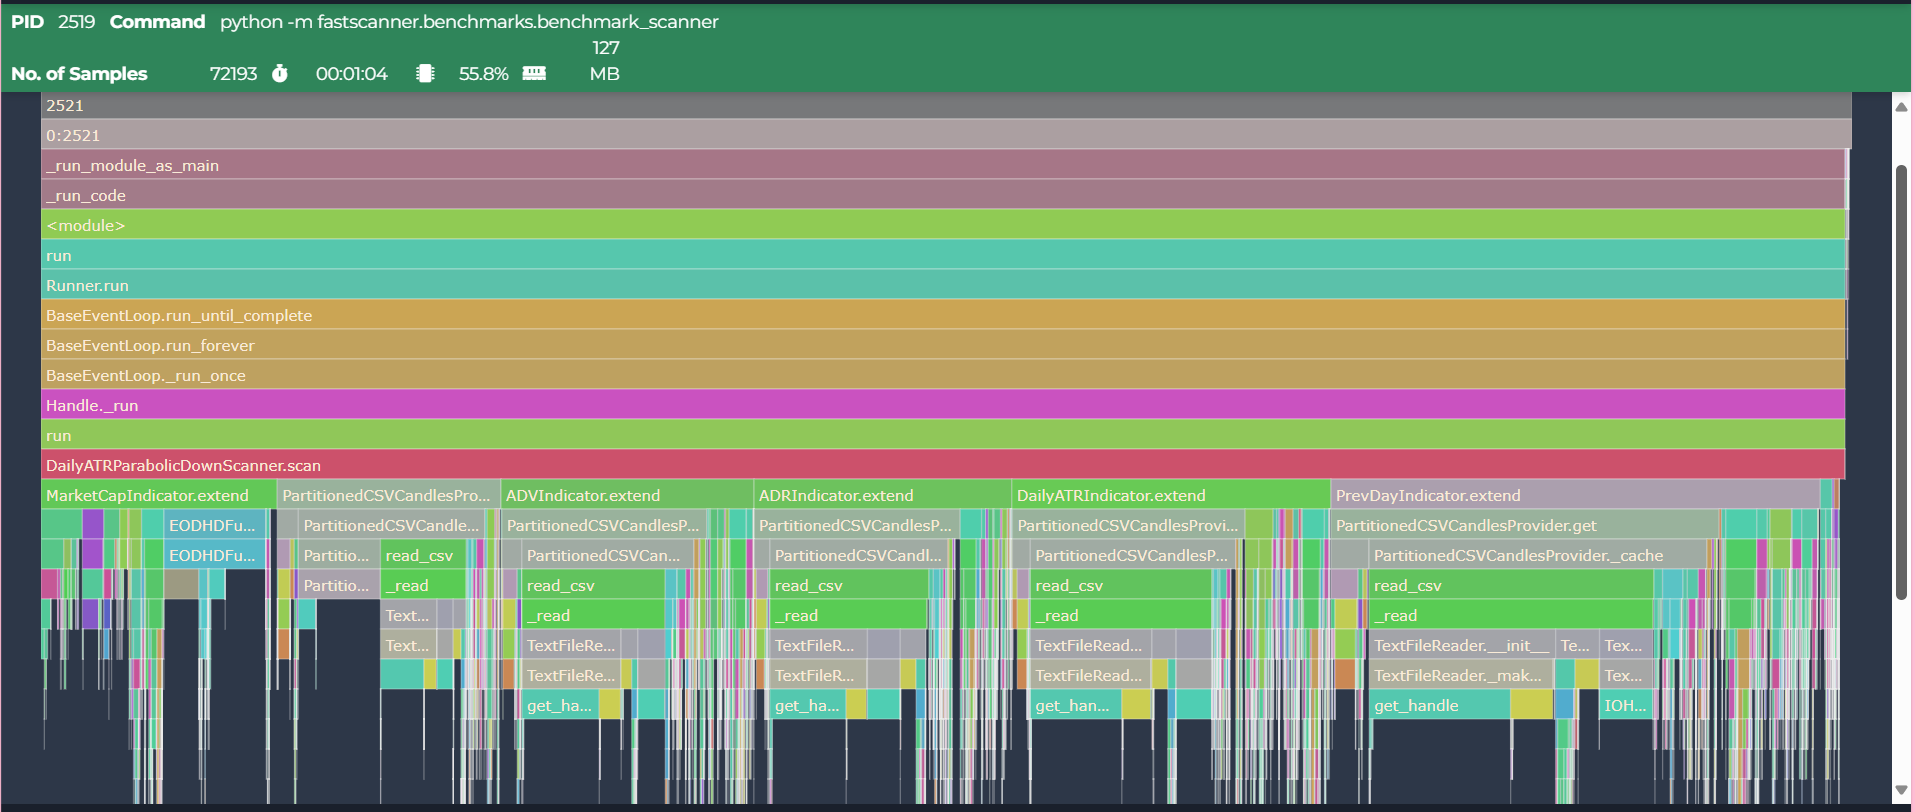 PID 2519 Command python -m fastscanner.benchmarks.benchmark_scanner
No. of Samples 72193 00:01:04 55.8% 127 MB
2521
0:2521
_run_module_as_main
_run_code
<module>
run
Runner.run
BaseEventLoop.run_until_complete
BaseEventLoop.run_forever
BaseEventLoop._run_once
Handle._run
run
DailyATRParabolicDownScanner.scan
MarketCapIndicator.extend PartitionedCSVCandlesPro... ADVIndicator.extend ADRIndicator.extend DailyATRIndicator.extend PrevDayIndicator.extend
EODHDFu... PartitionedCSVCandle... PartitionedCSVCandlesP... PartitionedCSVCandlesP... PartitionedCSVCandlesProvi... PartitionedCSVCandlesProvider.get
EODHDFu... Partitio... read_csv PartitionedCSVCan... PartitionedCSVCandl... PartitionedCSVCandlesP... PartitionedCSVCandlesProvider._cache
Partitio... _read read_csv read_csv read_csv read_csv
Text... _read _read _read _read
Text... TextFileRe... TextFileR... TextFileRead... TextFileReader.__init__ Te... Tex...
TextFileRe... TextFileR... TextFileRead... TextFileReader._mak... Tex...
get_ha... get_ha... get_han... get_handle IOH...